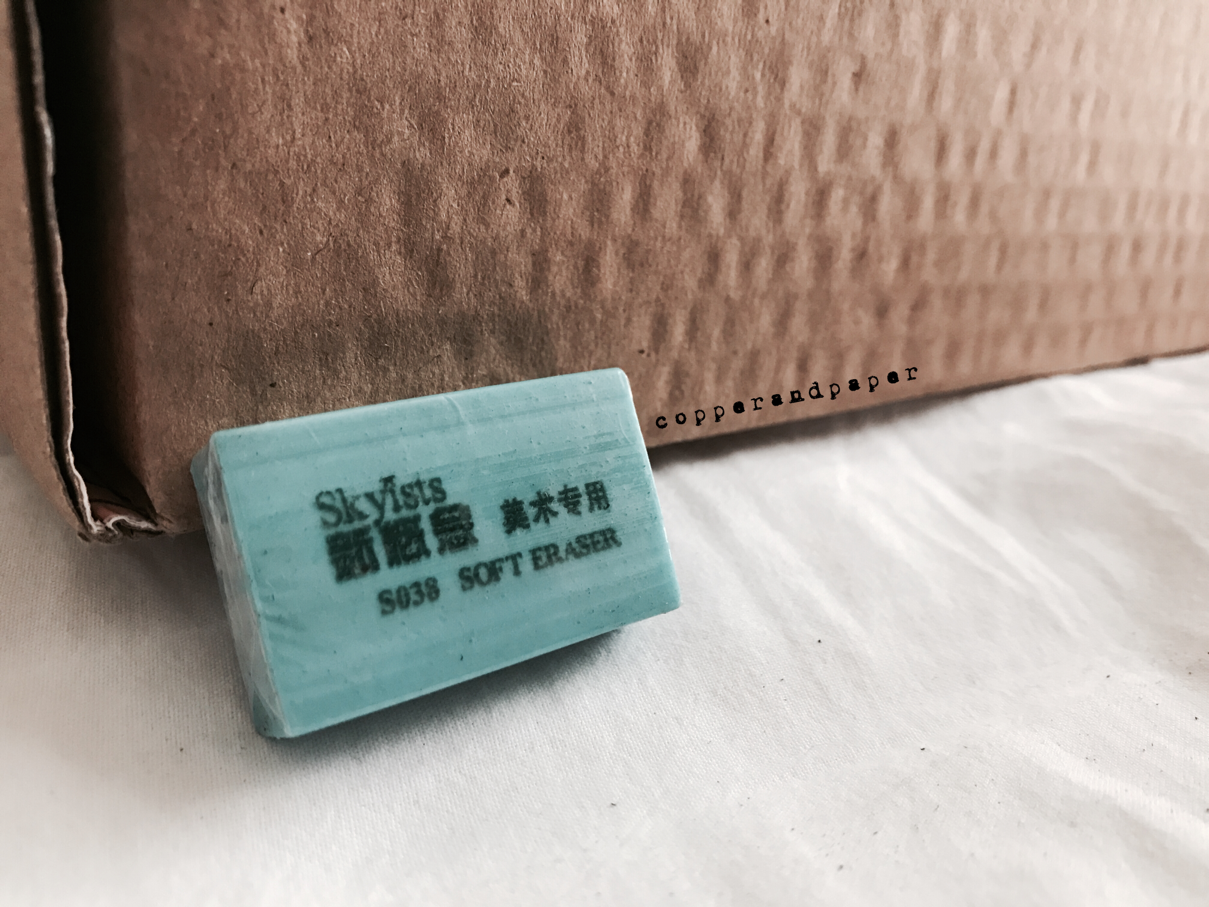 Skyists
新概念 美术专用
S038 SOFT ERASER
copperandpaper